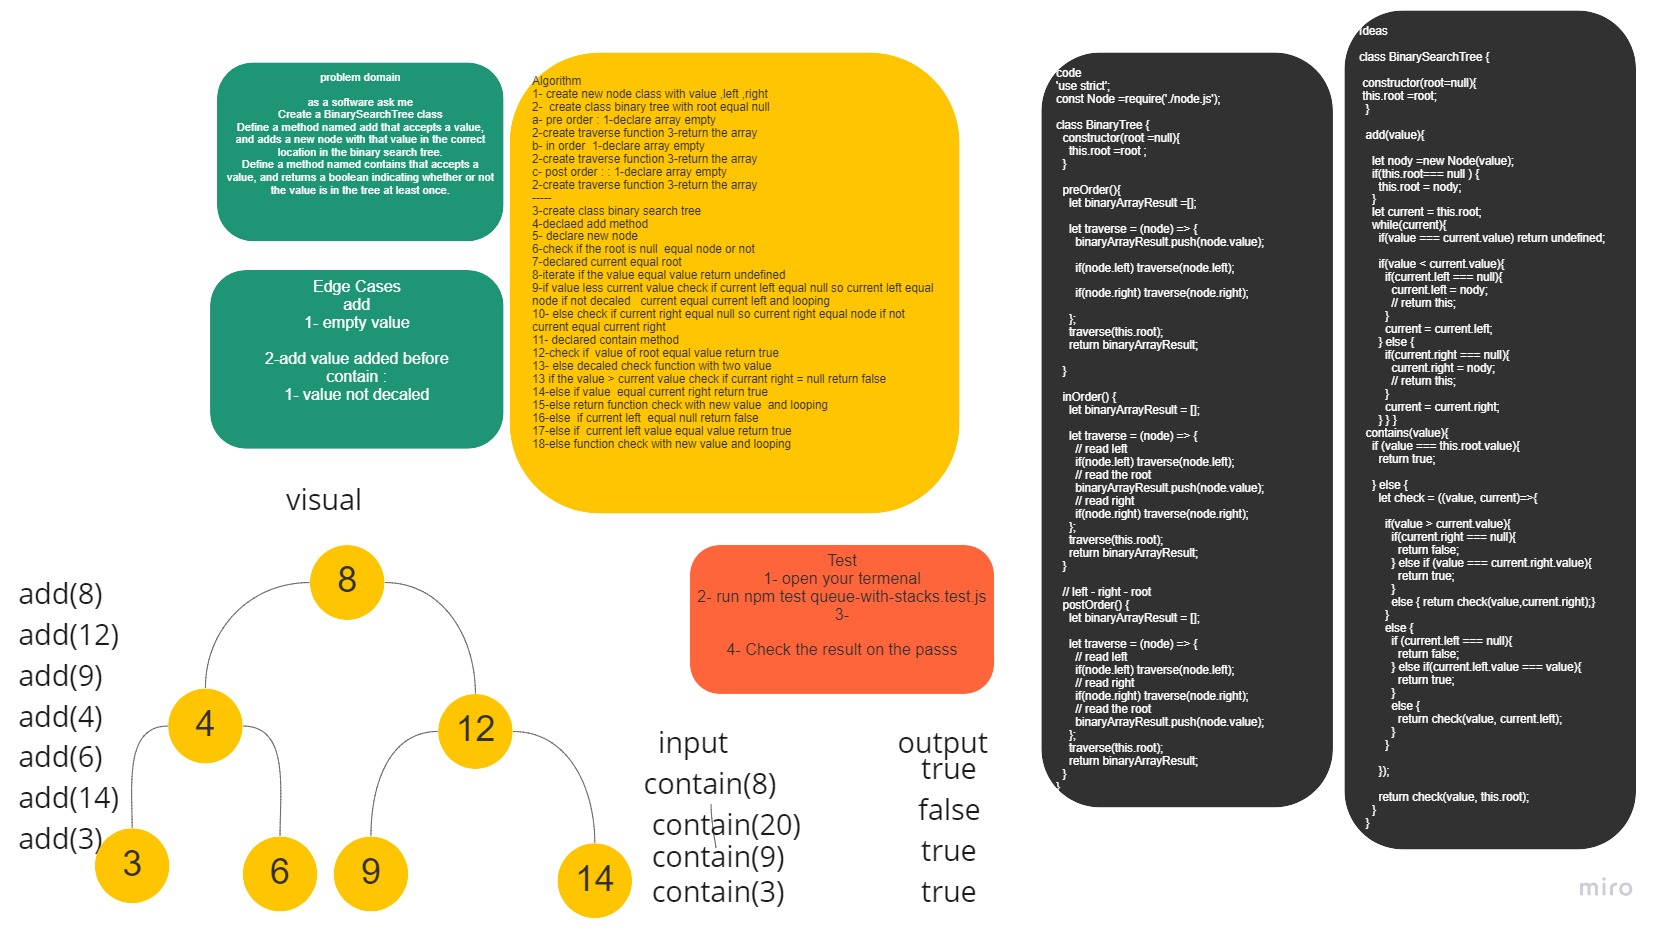 problem domain
as a software ask me
Create a BinarySearchTree class
Define a method named add that accepts a value,
and adds a new node with that value in the correct
location in the binary search tree.
Define a method named contains that accepts a
value, and returns a boolean indicating whether or not
the value is in the tree at least once.
Edge Cases
add
1- empty value
2-add value added before
contain :
1- value not decaled
Algorithm
1- create new node class with value ,left ,right
2-  create class binary tree with root equal null
a- pre order : 1-declare array empty
2-create traverse function 3-return the array
b- in order  1-declare array empty
2-create traverse function 3-return the array
c- post order : : 1-declare array empty
2-create traverse function 3-return the array
-----
3-create class binary search tree
4-declaed add method
5- declare new node
6-check if the root is null  equal node or not
7-declared current equal root
8-iterate if the value equal value return undefined
9-if value less current value check if current left equal null so current left equal
node if not decaled   current equal current left and looping
10- else check if current right equal null so current right equal node if not
current equal current right
11- declared contain method
12-check if  value of root equal value return true
13- else decaled check function with two value
13 if the value > current value check if currant right = null return false
14-else if value  equal current right return true
15-else return function check with new value  and looping
16-else  if current left  equal null return false
17-else if  current left value equal value return true
18-else function check with new value and looping
visual
add(8)
add(12)
add(9)
add(4)
add(6)
add(14)
add(3)
8
4
12
3
6
9
14
Test
1- open your termenal
2- run npm test queue-with-stacks.test.js
3-
4- Check the result on the passs
input
contain(8)
contain(20)
contain(9)
contain(3)
output
true
false
true
true
code
'use strict';
const Node =require('./node.js');
class BinaryTree {
constructor(root =null){
this.root =root ;
}
preOrder(){
let binaryArrayResult =[];
let traverse = (node) => {
binaryArrayResult.push(node.value);
if(node.left) traverse(node.left);
if(node.right) traverse(node.right);
};
traverse(this.root);
return binaryArrayResult;
}
inOrder() {
let binaryArrayResult = [];
let traverse = (node) => {
// read left
if(node.left) traverse(node.left);
// read the root
binaryArrayResult.push(node.value);
// read right
if(node.right) traverse(node.right);
};
traverse(this.root);
return binaryArrayResult;
}
// left - right - root
postOrder() {
let binaryArrayResult = [];
let traverse = (node) => {
// read left
if(node.left) traverse(node.left);
// read right
if(node.right) traverse(node.right);
// read the root
binaryArrayResult.push(node.value);
};
traverse(this.root);
return binaryArrayResult;
}
}
Ideas
class BinarySearchTree {
constructor(root=null){
this.root =root;
}
add(value){
let nody =new Node(value);
if(this.root=== null ) {
this.root = nody;
}
let current = this.root;
while(current){
if(value === current.value) return undefined;
if(value < current.value){
if(current.left === null){
current.left = nody;
// return this;
}
current = current.left;
} else {
if(current.right === null){
current.right = nody;
// return this;
}
current = current.right;
} } }
contains(value){
if (value === this.root.value){
return true;
} else {
let check = ((value, current)=>{
if(value > current.value){
if(current.right === null){
return false;
} else if (value === current.right.value){
return true;
}
else { return check(value,current.right);}
}
else {
if (current.left === null){
return false;
} else if(current.left.value === value){
return true;
}
else {
return check(value, current.left);
}
}
});
return check(value, this.root);
}
}
miro